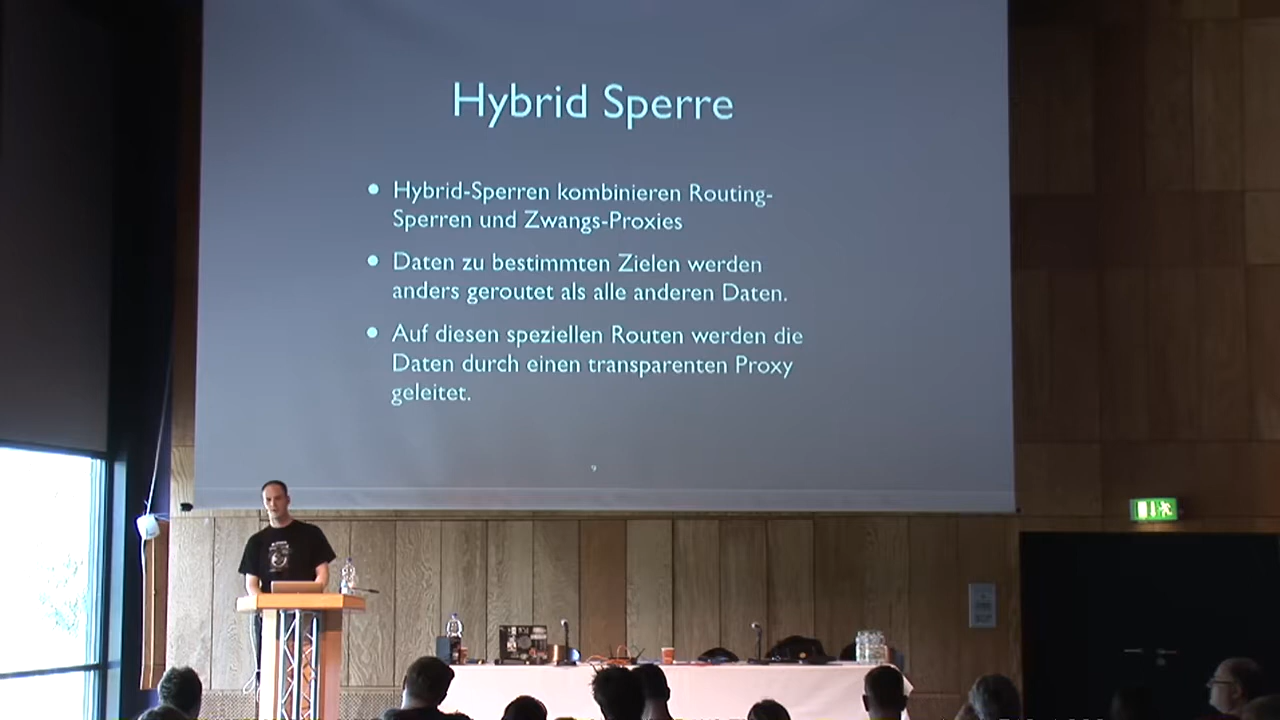 Hybrid Sperre
• Hybrid-Sperren kombinieren Routing-
Sperren und Zwangs-Proxies
• Daten zu bestimmten Zielen werden
anders geroutet als alle anderen Daten.
• Auf diesen speziellen Routen werden die
Daten durch einen transparenten Proxy
geleitet.
9